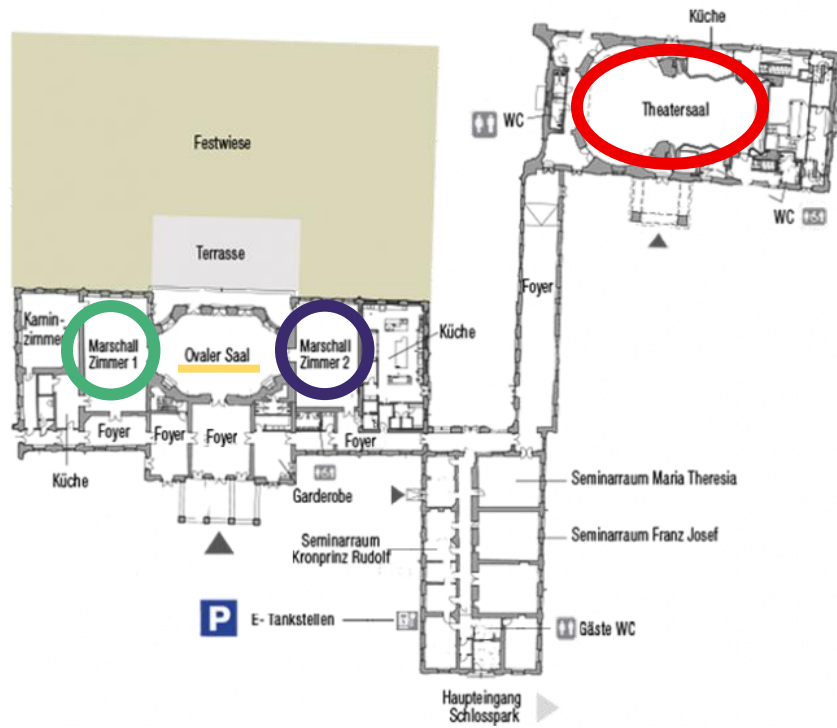 Küche
Theatersaal
WC
WC
Festwiese
Terrasse
Foyer
Kamin-
zimmer
Marschall
Zimmer 1
Ovaler Saal
Marschall
Zimmer 2
Küche
Foyer
Foyer
Foyer
Foyer
Küche
Garderobe
Seminarraum Maria Theresia
Seminarraum Franz Josef
Seminarraum
Kronprinz Rudolf
P
E- Tankstellen
Gäste WC
Haupteingang
Schlosspark